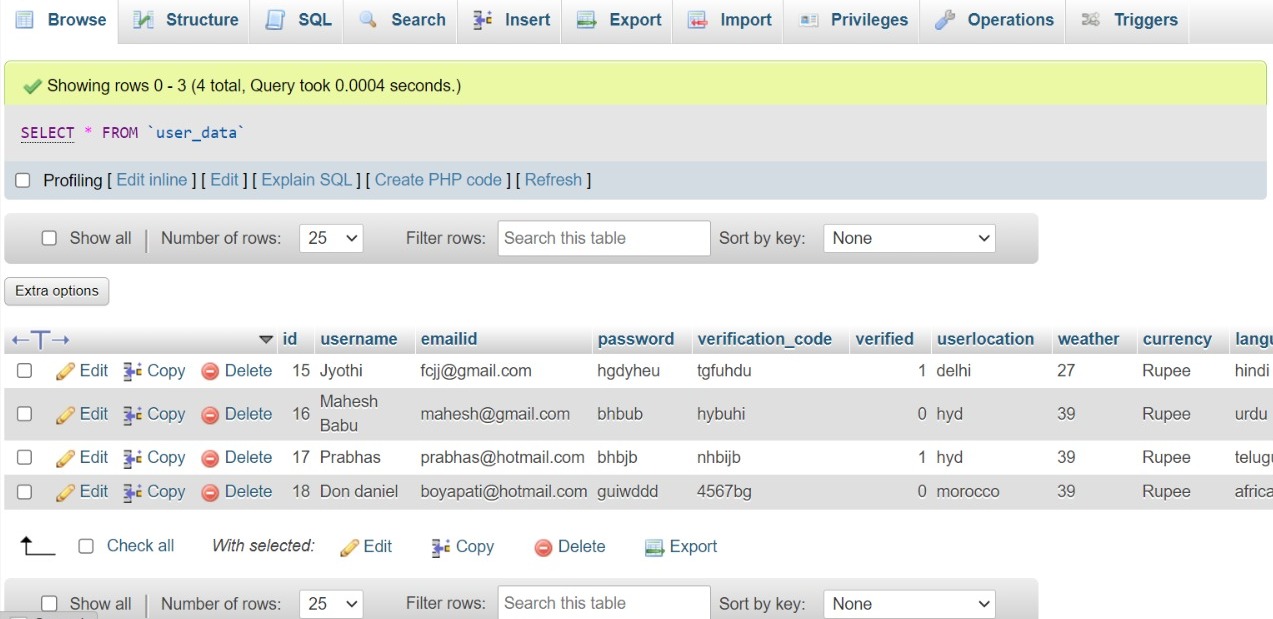 Browse Structure SQL Search Insert Export Import Privileges Operations Triggers
Showing rows 0 - 3 (4 total, Query took 0.0004 seconds.)
SELECT * FROM `user_data`
Profiling [ Edit inline ] [ Edit ] [ Explain SQL ] [ Create PHP code ] [ Refresh ]
Show all | Number of rows: 25 Filter rows: Search this table Sort by key: None
Extra options
id username emailid password verification_code verified userlocation weather currency langu
Edit Copy Delete 15 Jyothi fcjj@gmail.com hgdyheu tgfuhdu 1 delhi 27 Rupee hindi
Edit Copy Delete 16 Mahesh Babu mahesh@gmail.com bhbub hybuhi 0 hyd 39 Rupee urdu
Edit Copy Delete 17 Prabhas prabhas@hotmail.com bhbjb nhbijb 1 hyd 39 Rupee telugu
Edit Copy Delete 18 Don daniel boyapati@hotmail.com guiwddd 4567bg 0 morocco 39 Rupee africa
Check all With selected: Edit Copy Delete Export
Show all | Number of rows: 25 Filter rows: Search this table Sort by key: None